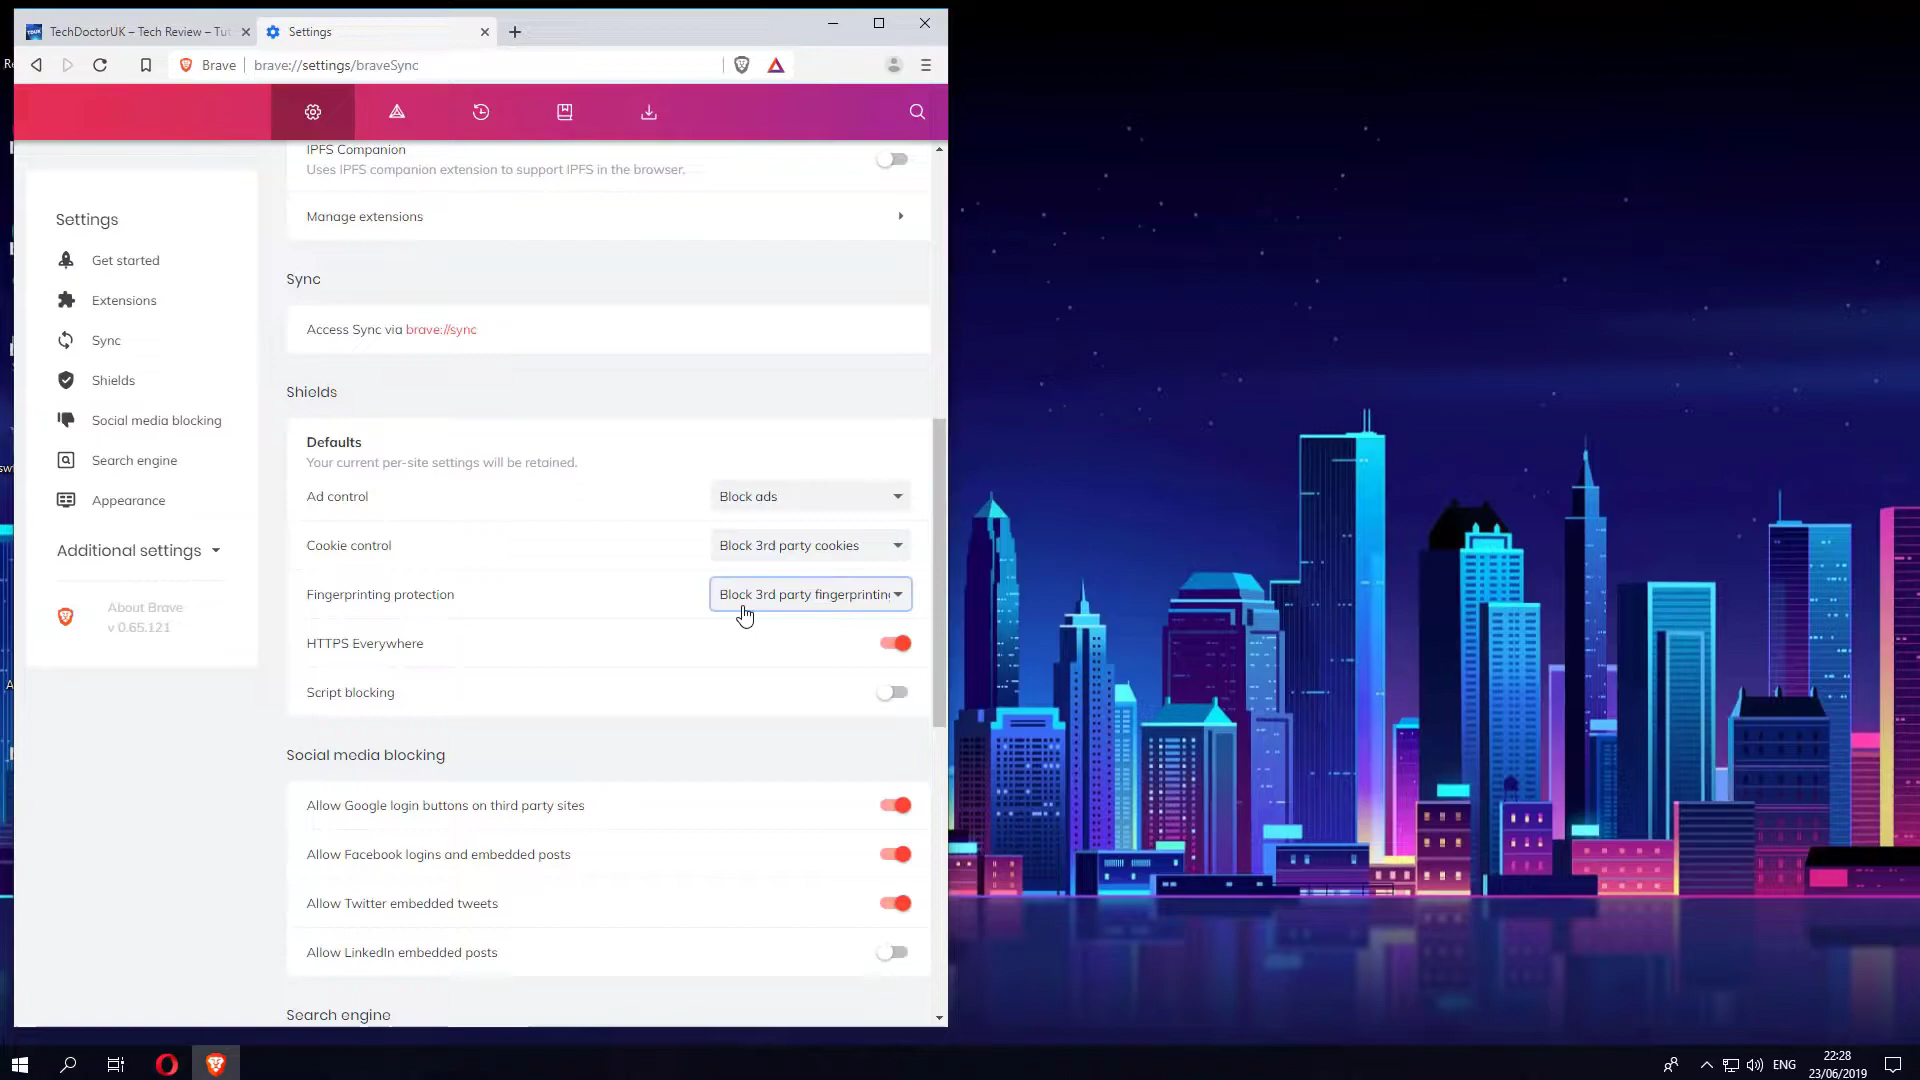 TechDoctorUK – Tech Review – Tut
Settings
Brave
brave://settings/braveSync
IPFS Companion
Uses IPFS companion extension to support IPFS in the browser.
Manage extensions
Settings
Get started
Extensions
Sync
Shields
Social media blocking
Search engine
Appearance
Additional settings
About Brave
v 0.65.121
Sync
Access Sync via brave://sync
Shields
Defaults
Your current per-site settings will be retained.
Ad control
Block ads
Cookie control
Block 3rd party cookies
Fingerprinting protection
Block 3rd party fingerprinting
HTTPS Everywhere
Script blocking
Social media blocking
Allow Google login buttons on third party sites
Allow Facebook logins and embedded posts
Allow Twitter embedded tweets
Allow LinkedIn embedded posts
Search engine
ENG
22:28
23/06/2019